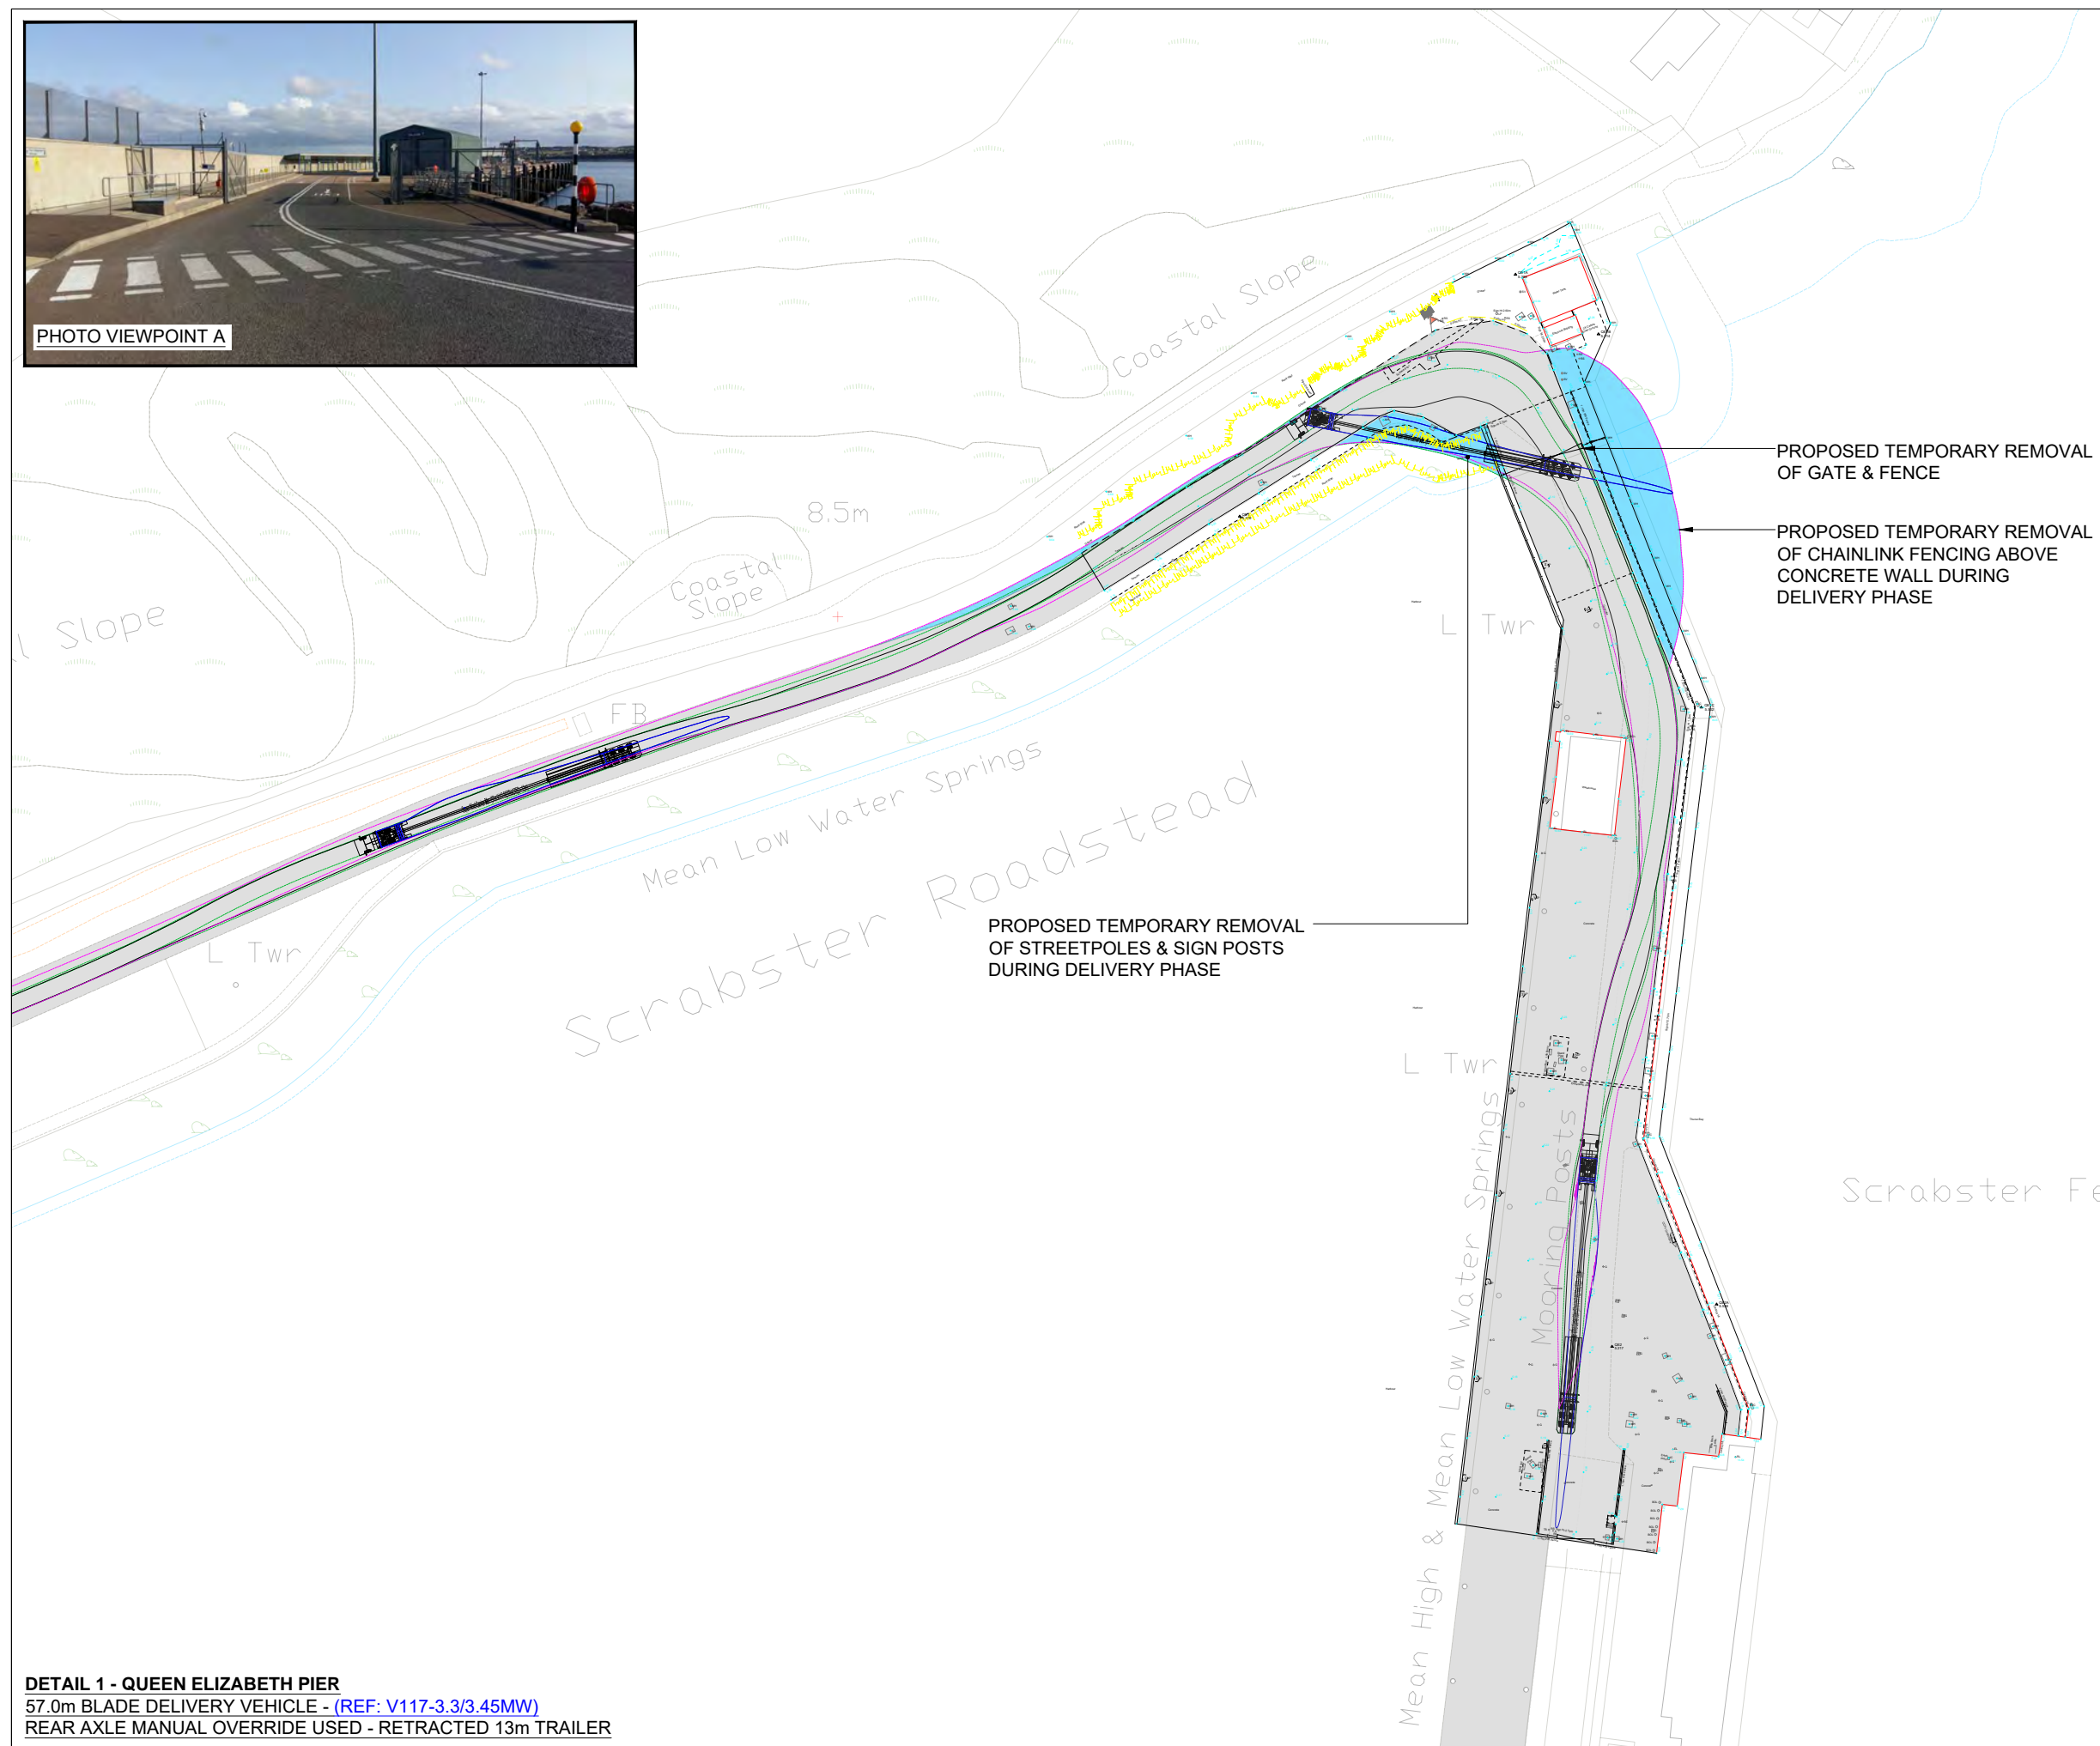 PHOTO VIEWPOINT A
Coastal Slope
8.5m
Coastal
Slope
Slope
FB
L Twr
Mean Low Water Springs
Scrabster Roadstead
PROPOSED TEMPORARY REMOVAL
OF GATE & FENCE
PROPOSED TEMPORARY REMOVAL
OF CHAINLINK FENCING ABOVE
CONCRETE WALL DURING
DELIVERY PHASE
L Twr
PROPOSED TEMPORARY REMOVAL
OF STREETPOLES & SIGN POSTS
DURING DELIVERY PHASE
L Twr
Mooring Posts
Mean High & Mean Low Water Springs
Scrabster Fe
DETAIL 1 - QUEEN ELIZABETH PIER
57.0m BLADE DELIVERY VEHICLE - (REF: V117-3.3/3.45MW)
REAR AXLE MANUAL OVERRIDE USED - RETRACTED 13m TRAILER